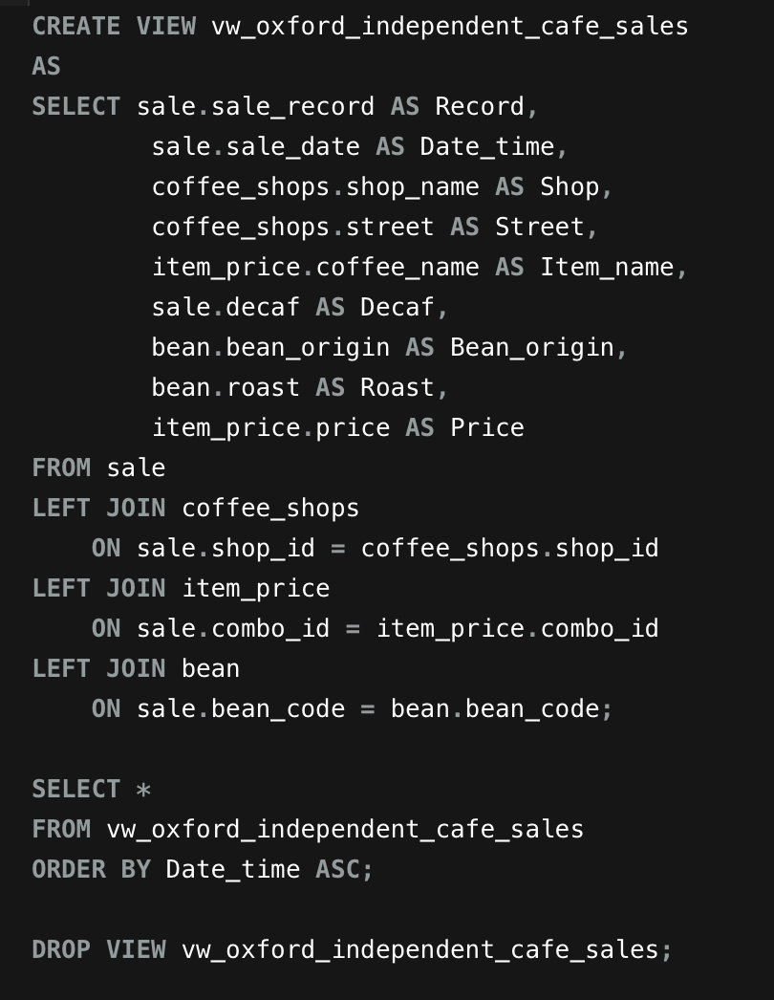 CREATE VIEW vw_oxford_independent_cafe_sales
AS
SELECT sale.sale_record AS Record,
        sale.sale_date AS Date_time,
        coffee_shops.shop_name AS Shop,
        coffee_shops.street AS Street,
        item_price.coffee_name AS Item_name,
        sale.decaf AS Decaf,
        bean.bean_origin AS Bean_origin,
        bean.roast AS Roast,
        item_price.price AS Price
FROM sale
LEFT JOIN coffee_shops
    ON sale.shop_id = coffee_shops.shop_id
LEFT JOIN item_price
    ON sale.combo_id = item_price.combo_id
LEFT JOIN bean
    ON sale.bean_code = bean.bean_code;

SELECT *
FROM vw_oxford_independent_cafe_sales
ORDER BY Date_time ASC;

DROP VIEW vw_oxford_independent_cafe_sales;